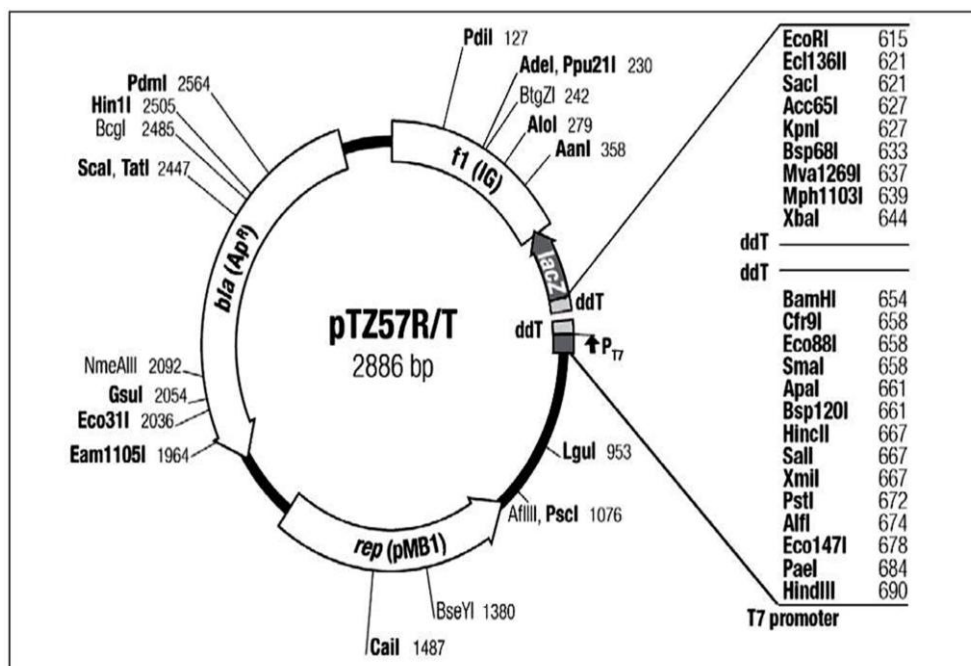 PdiI 127
AdeI, Ppu21I 230
BtgZI 242
AloI 279
AanI 358
PdmI 2564
Hin1I 2505
BcgI 2485
ScaI, TatI 2447
f1 (IG)
lacZ
bla (ApR)
ddT
ddT
PT7
pTZ57R/T
2886 bp
NmeAIII 2092
GsuI 2054
Eco31I 2036
Eam1105I 1964
LguI 953
AflIII, PscI 1076
rep (pMB1)
BseYI 1380
CaiI 1487
EcoRI 615
Ecl136II 621
SacI 621
Acc65I 627
KpnI 627
Bsp68I 633
Mva1269I 637
Mph1103I 639
XbaI 644
ddT
ddT
BamHI 654
Cfr9I 658
Eco88I 658
SmaI 658
ApaI 661
Bsp120I 661
HincII 667
SalI 667
XmiI 667
PstI 672
AlfI 674
Eco147I 678
PaeI 684
HindIII 690
T7 promoter